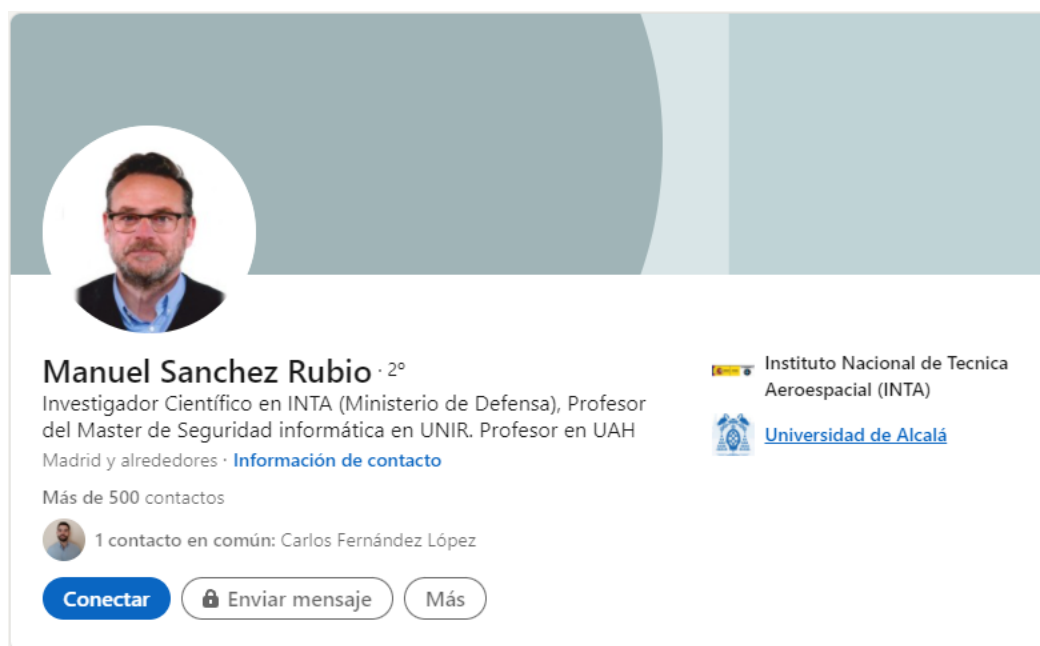 Manuel Sanchez Rubio · 2º
Investigador Científico en INTA (Ministerio de Defensa), Profesor
del Master de Seguridad informática en UNIR. Profesor en UAH
Madrid y alrededores · Información de contacto
Más de 500 contactos
1 contacto en común: Carlos Fernández López
Conectar
Enviar mensaje
Más
Instituto Nacional de Tecnica
Aeroespacial (INTA)
Universidad de Alcalá